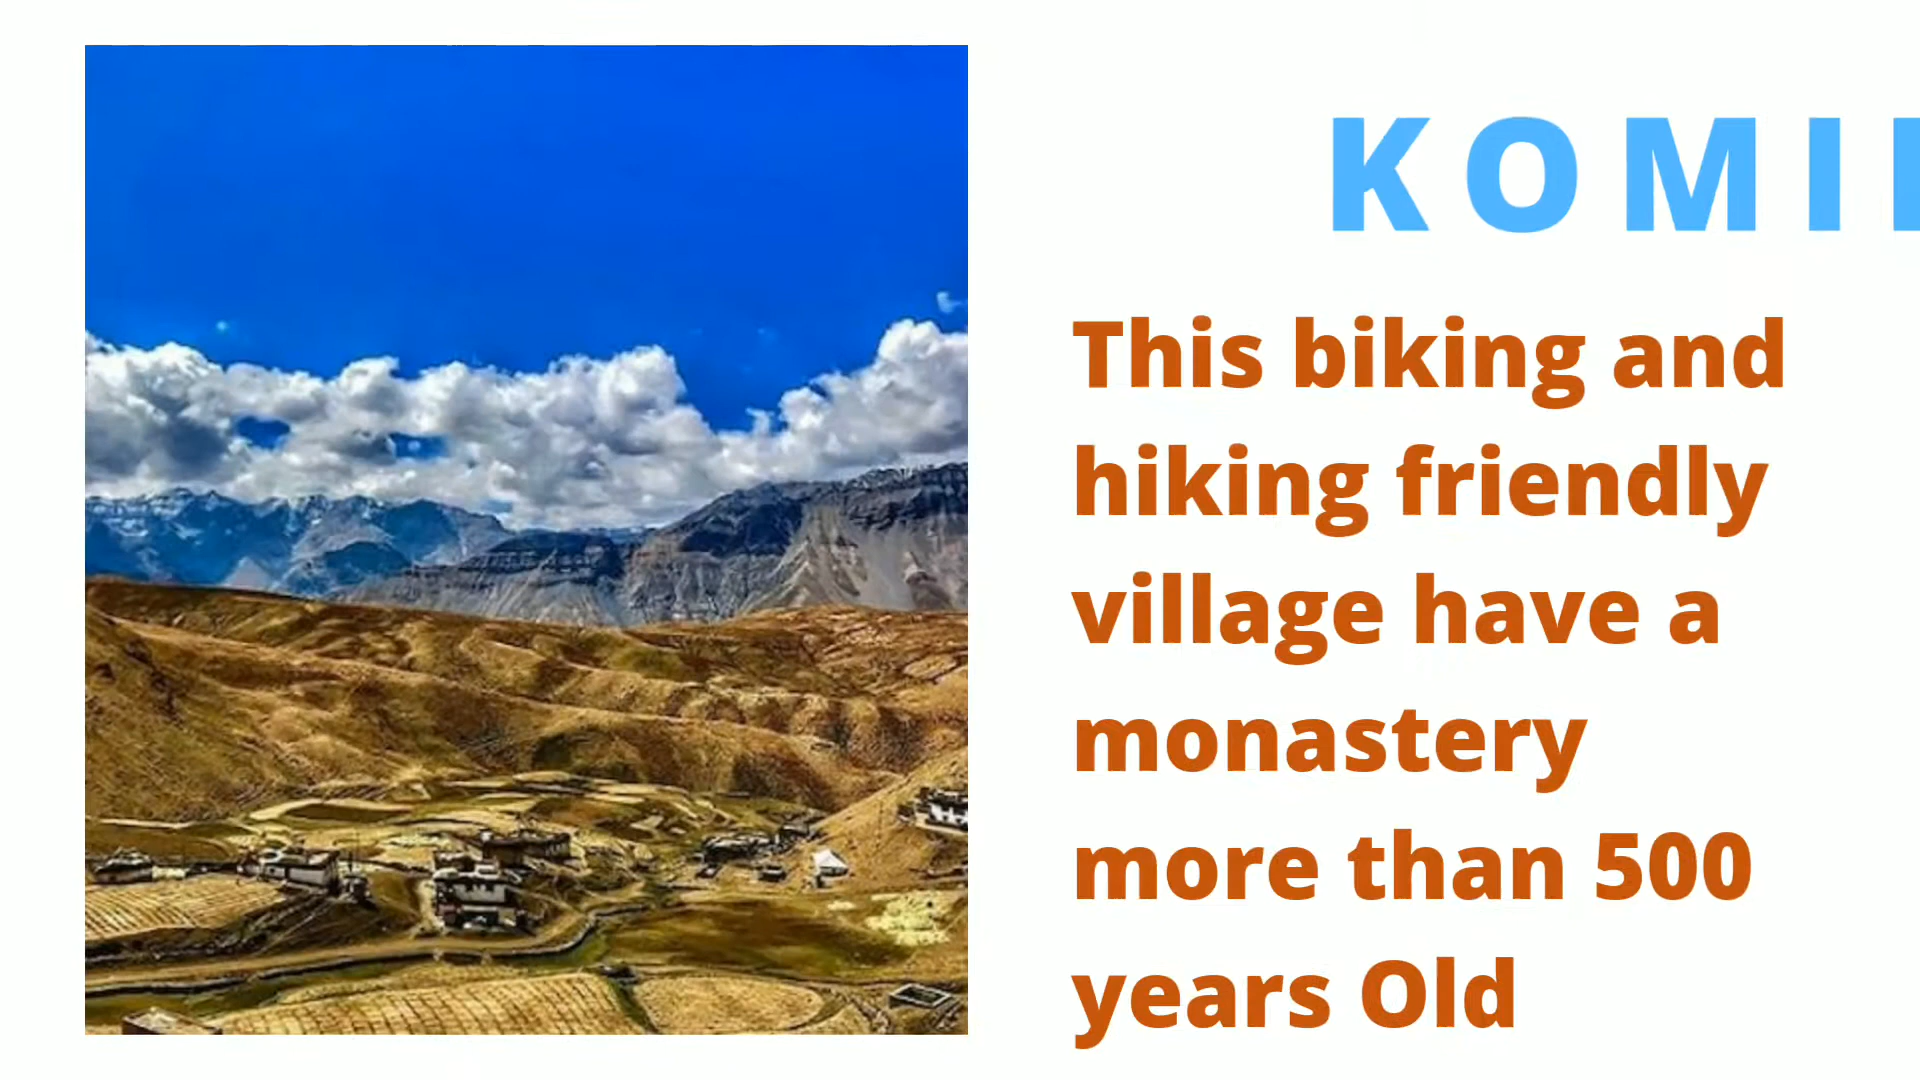 KOMI
This biking and
hiking friendly
village have a
monastery
more than 500
years Old